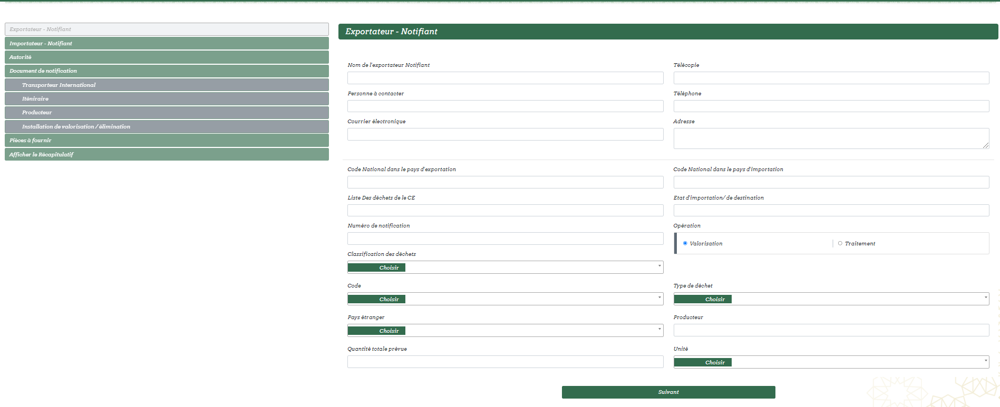 Exportateur - Notifiant
Importateur - Notifiant
Autorité
Document de notification
Transporteur International
Iténiraire
Producteur
Installation de valorisation / élimination
Pièces à fournir
Afficher le Récapitulatif
Exportateur - Notifiant
Nom de l'exportateur Notifiant
Télécopie
Personne à contacter
Téléphone
Courrier électronique
Adresse
Code National dans le pays d'exportation
Code National dans le pays d'importation
Liste Des déchets de le CE
Etat d'importation/ de destination
Numéro de notification
Opération
Valorisation
Traitement
Classification des déchets
Choisir
Code
Type de déchet
Choisir
Choisir
Pays étranger
Producteur
Choisir
Quantité totale prévue
Unité
Choisir
Suivant